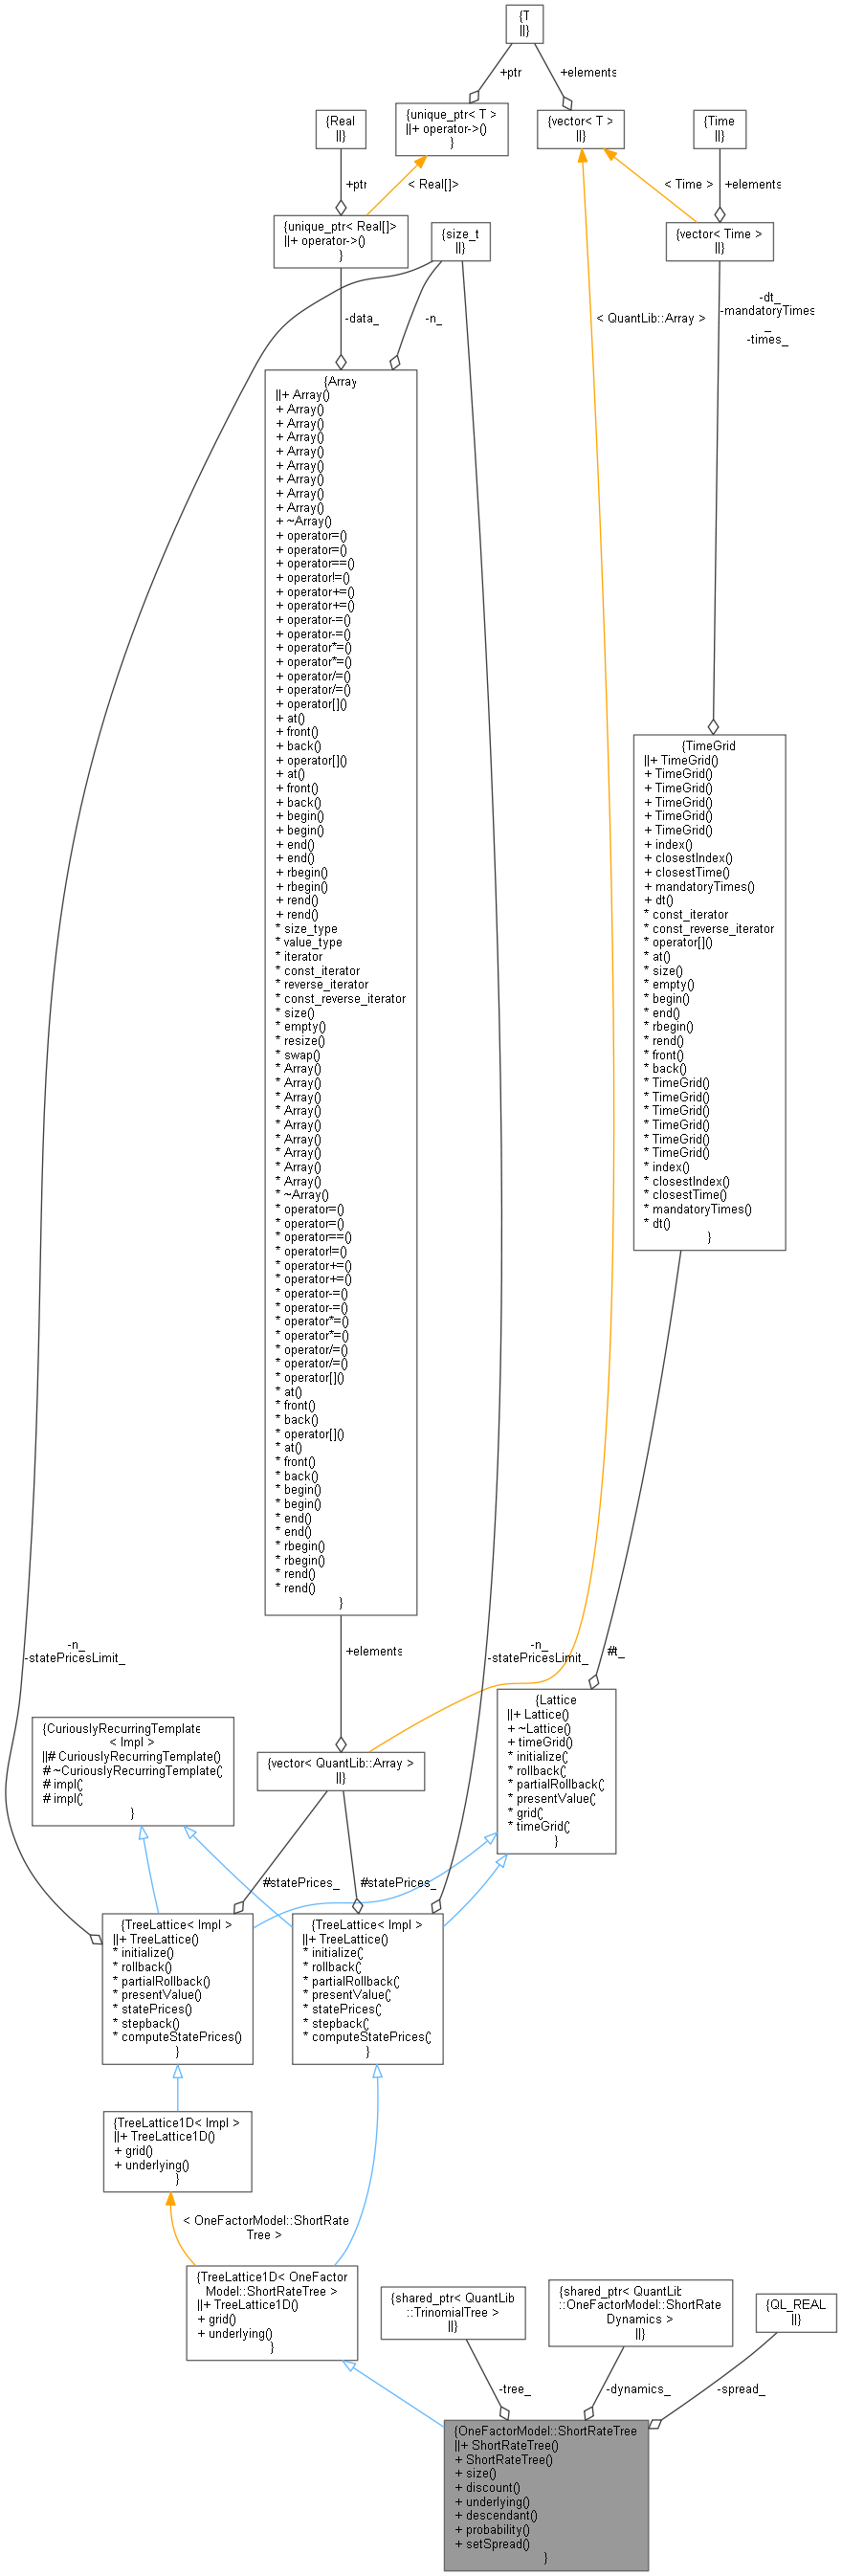 {T
||}
+ptr
+elements
{unique_ptr< T >
||+ operator->()
}
{vector< T >
||}
{Real
||}
{Time
||}
+ptr
< Real[]>
< Time >
+elements
{unique_ptr< Real[]>
||+ operator->()
}
{size_t
||}
{vector< Time >
||}
-data_
-n_
< QuantLib::Array >
-dt_
-mandatoryTimes
_
-times_
{Array
||+ Array()
+ Array()
+ Array()
+ Array()
+ Array()
+ Array()
+ Array()
+ Array()
+ Array()
+ ~Array()
+ operator=()
+ operator=()
+ operator==()
+ operator!=()
+ operator+=()
+ operator+=()
+ operator-=()
+ operator-=()
+ operator*=()
+ operator*=()
+ operator/=()
+ operator/=()
+ operator[]()
+ at()
+ front()
+ back()
+ operator[]()
+ at()
+ front()
+ back()
+ begin()
+ begin()
+ end()
+ end()
+ rbegin()
+ rbegin()
+ rend()
+ rend()
* size_type
* value_type
* iterator
* const_iterator
* reverse_iterator
* const_reverse_iterator
* size()
* empty()
* resize()
* swap()
* Array()
* Array()
* Array()
* Array()
* Array()
* Array()
* Array()
* Array()
* Array()
* ~Array()
* operator=()
* operator=()
* operator==()
* operator!=()
* operator+=()
* operator+=()
* operator-=()
* operator-=()
* operator*=()
* operator*=()
* operator/=()
* operator/=()
* operator[]()
* at()
* front()
* back()
* operator[]()
* at()
* front()
* back()
* begin()
* begin()
* end()
* end()
* rbegin()
* rbegin()
* rend()
* rend()
}
{TimeGrid
||+ TimeGrid()
+ TimeGrid()
+ TimeGrid()
+ TimeGrid()
+ TimeGrid()
+ TimeGrid()
+ index()
+ closestIndex()
+ closestTime()
+ mandatoryTimes()
+ dt()
* const_iterator
* const_reverse_iterator
* operator[]()
* at()
* size()
* empty()
* begin()
* end()
* rbegin()
* rend()
* front()
* back()
* TimeGrid()
* TimeGrid()
* TimeGrid()
* TimeGrid()
* TimeGrid()
* TimeGrid()
* index()
* closestIndex()
* closestTime()
* mandatoryTimes()
* dt()
}
-n_
-statePricesLimit_
+elements
-n_
-statePricesLimit_
#t_
{CuriouslyRecurringTemplate
< Impl >
||# CuriouslyRecurringTemplate()
# ~CuriouslyRecurringTemplate()
# impl()
# impl()
}
{vector< QuantLib::Array >
||}
{Lattice
||+ Lattice()
+ ~Lattice()
+ timeGrid()
* initialize()
* rollback()
* partialRollback()
* presentValue()
* grid()
* timeGrid()
}
#statePrices_
#statePrices_
{TreeLattice< Impl >
||+ TreeLattice()
* initialize()
* rollback()
* partialRollback()
* presentValue()
* statePrices()
* stepback()
* computeStatePrices()
}
{TreeLattice< Impl >
||+ TreeLattice()
* initialize()
* rollback()
* partialRollback()
* presentValue()
* statePrices()
* stepback()
* computeStatePrices()
}
{TreeLattice1D< Impl >
||+ TreeLattice1D()
+ grid()
+ underlying()
}
< OneFactorModel::ShortRate
Tree >
{TreeLattice1D< OneFactor
Model::ShortRateTree >
||+ TreeLattice1D()
+ grid()
+ underlying()
}
{shared_ptr< QuantLib
::TrinomialTree >
||}
{shared_ptr< QuantLib
::OneFactorModel::ShortRate
Dynamics >
||}
{QL_REAL
||}
-tree_
-dynamics_
-spread_
{OneFactorModel::ShortRateTree
||+ ShortRateTree()
+ ShortRateTree()
+ size()
+ discount()
+ underlying()
+ descendant()
+ probability()
+ setSpread()
}